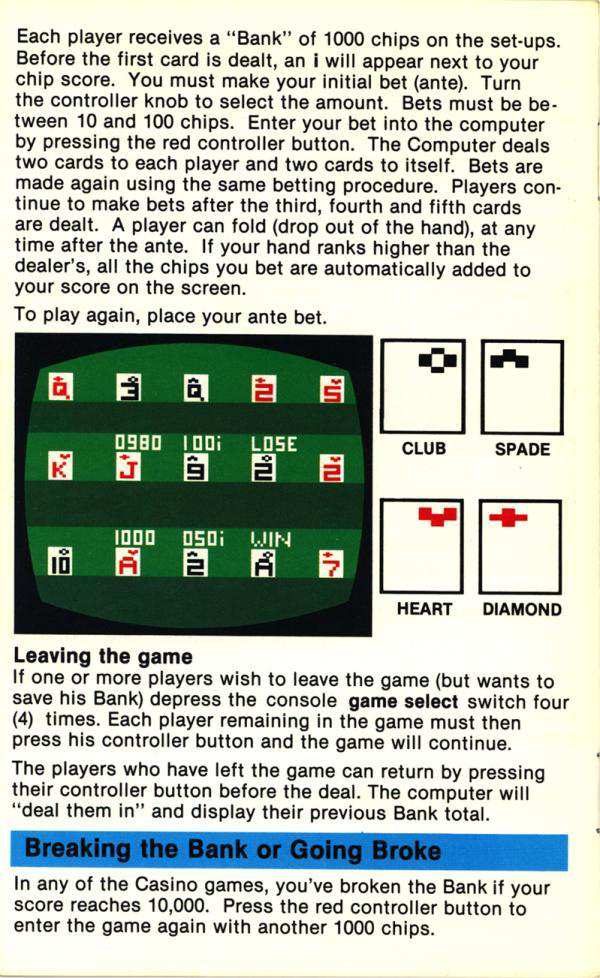 Each player receives a “Bank” of 1000 chips on the set-ups.
Before the first card is dealt, an i will appear next to your
chip score. You must make your initial bet (ante). Turn
the controller knob to select the amount. Bets must be be-
tween 10 and 100 chips. Enter your bet into the computer
by pressing the red controller button. The Computer deals
two cards to each player and two cards to itself. Bets are
made again using the same betting procedure. Players con-
tinue to make bets after the third, fourth and fifth cards
are dealt. A player can fold (drop out of the hand), at any
time after the ante. If your hand ranks higher than the
dealer's, all the chips you bet are automatically added to
your score on the screen.
To play again, place your ante bet.
Q 3 Q 2 5
0980 100i LOSE
K J 9 2 2
1000 050i WIN
10 A 2 A 7
CLUB SPADE
HEART DIAMOND
Leaving the game
If one or more players wish to leave the game (but wants to
save his Bank) depress the console game select switch four
(4) times. Each player remaining in the game must then
press his controller button and the game will continue.
The players who have left the game can return by pressing
their controller button before the deal. The computer will
“deal them in” and display their previous Bank total.
Breaking the Bank or Going Broke
In any of the Casino games, you've broken the Bank if your
score reaches 10,000. Press the red controller button to
enter the game again with another 1000 chips.